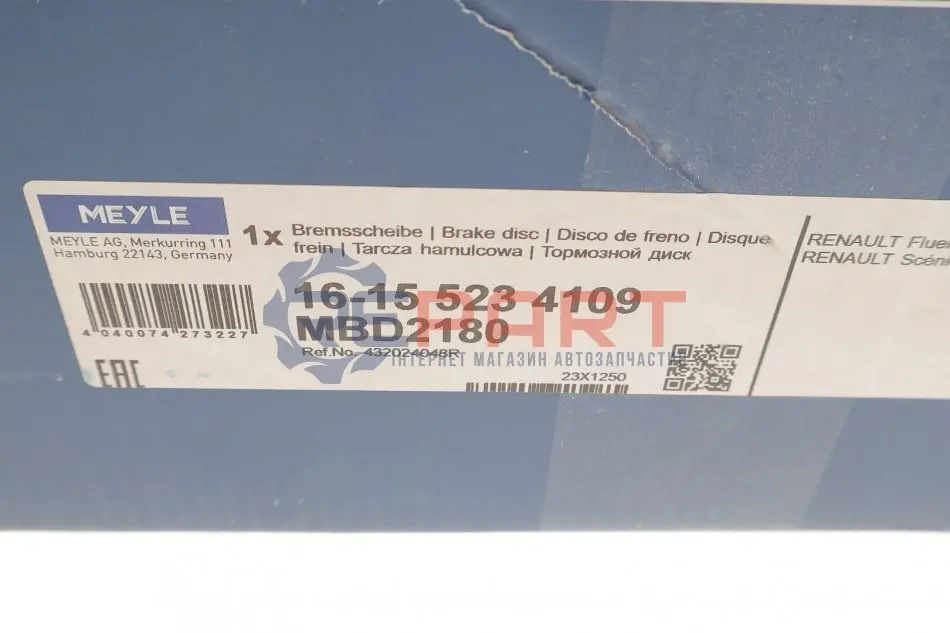 MEYLE
MEYLE AG, Merkurring 111
Hamburg 22143, Germany
1x
Bremsscheibe | Brake disc | Disco de freno | Disque
frein | Tarcza hamulcowa | Тормозной диск
16-15 523 4109
MBD2180
Ref.No. 432024048R
4 040074 273227
EAC
23X1250
RENAULT
RENAULT
PART
ІНТЕРНЕТ МАГАЗИН АВТОЗАПЧАСТИН